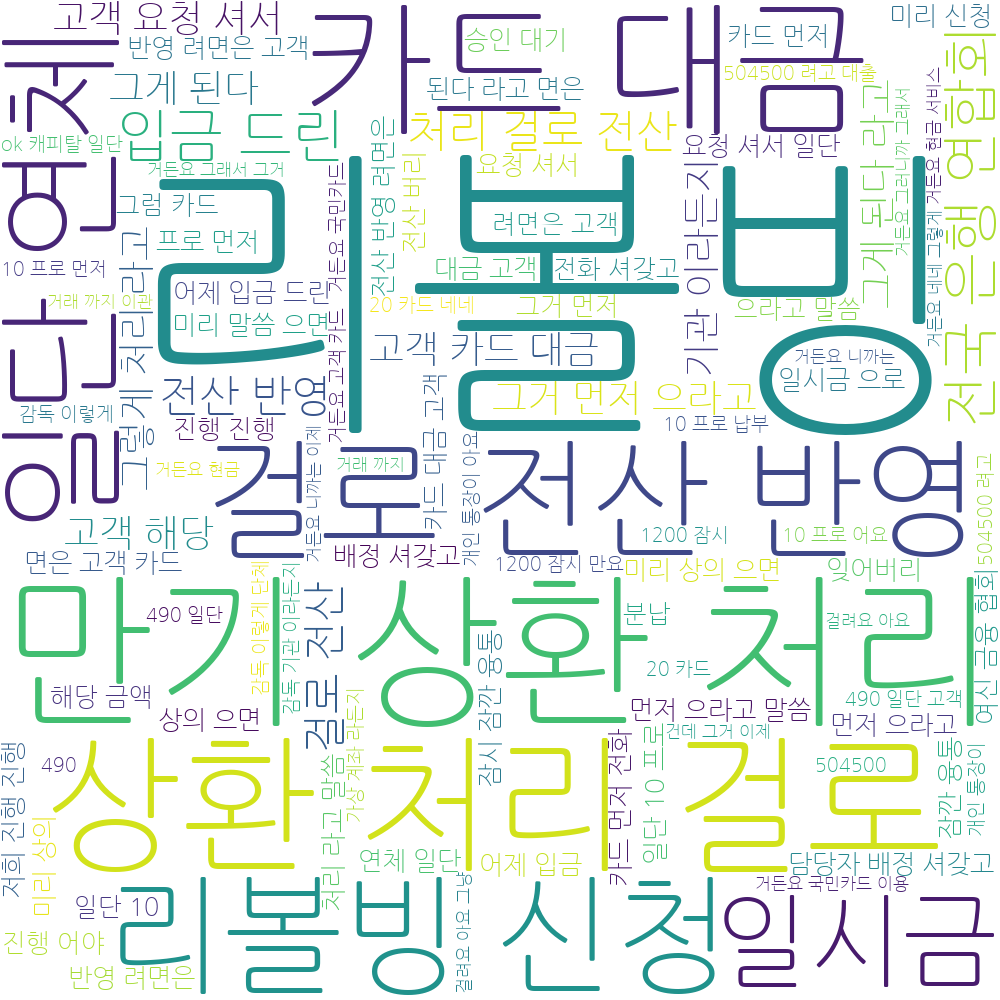 고객 요청 셔서
카드 대금
미리 신청
반영 려면은 고객
승인 대기
카드 먼저
504500 려고 대출
그게 된다
된다 라고 면은
일단 연체
ok 캐피탈 일단
입금 드린
처리 결로 전산
요청 셔서 일단
거든요 그래서 그거
요청 셔서
리볼빙
그럼 카드
려면은 고객
프로 먼저
10 프로 먼저
대금 고객
전화 셔갖고
어제 입금 드린
거래 까지 이관
20 카드 네네
그거 먼저
으라고 말씀
미리 말씀 으면
고객 카드 대금
거든요 니까는
일시금 으로
전산 반영
그거 먼저 으라고
감독 이렇게
진행 진행
10 프로 납부
그렇게 처리 라고
거든요 국민카드
거든요 고객 카드
전산 반영 려면은
전산 버리
기관 이라든지
그게 된다 라고
거든요 그러니까 그래서
거든요 현금 서비스
거든요 네네 그렇게
전국 은행 연합회
결로 전산 반영
거든요 현금
거래 까지
고객 해당
면은 고객 카드
배정 셔갖고
거든요 니까는 이제
카드 대금 고객
개인 통장이 아요
1200 잠시
10 프로 어요
1200 잠시 만요
미리 상의 으면
잊어버리
504500 려고
만기 상환 처리
490 일단
분납
걸려요 아요
20 카드
490 일단 고객
해당 금액
상의 으면
먼저 으라고 말씀
먼저 으라고
감독 이렇게 단체
감독 기관 이라든지
결로 전산
잠시 잠깐 융통
여신 금융 협회
상환 처리 결로
건데 그거 이제
490
504500
저희 진행 진행
미리 상의
처리 라고 말씀
가상 계좌 라든지
카드 먼저 전화
일단 10 프로
잠깐 융통
개인 통장이
연체 일단
어제 입금
담당자 배정 셔갖고
거든요 국민카드 이용
리볼빙 신청
일시금
일단 10
진행 어야
반영 려면은
걸려요 아요 그냥